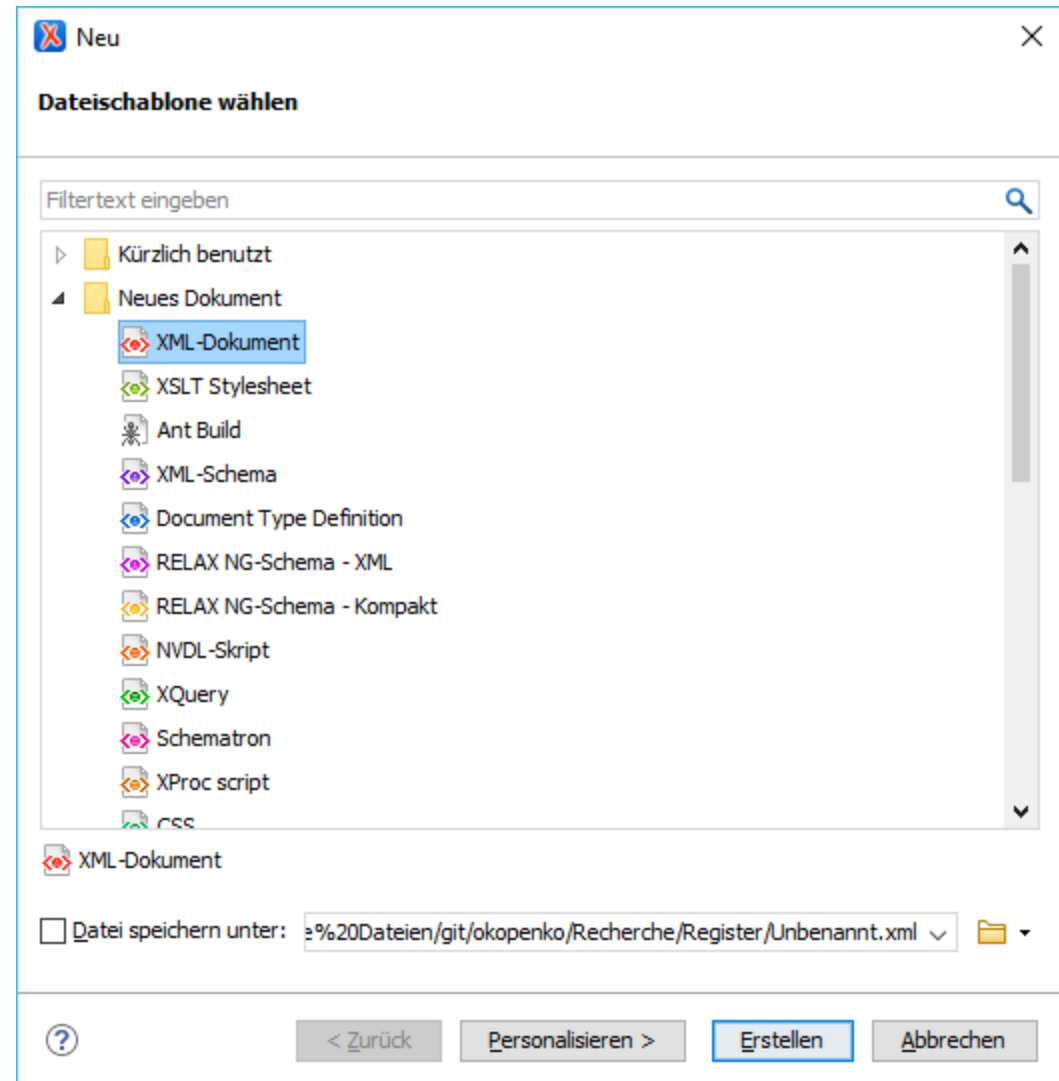 Neu
Dateischablone wählen
Filtertext eingeben
Kürzlich benutzt
Neues Dokument
XML-Dokument
XSLT Stylesheet
Ant Build
XML-Schema
Document Type Definition
RELAX NG-Schema - XML
RELAX NG-Schema - Kompakt
NVDL-Skript
XQuery
Schematron
XProc script
CSS
XML-Dokument
Datei speichern unter: e%20Dateien/git/okopenko/Recherche/Register/Unbenannt.xml
< Zurück Personalisieren > Erstellen Abbrechen